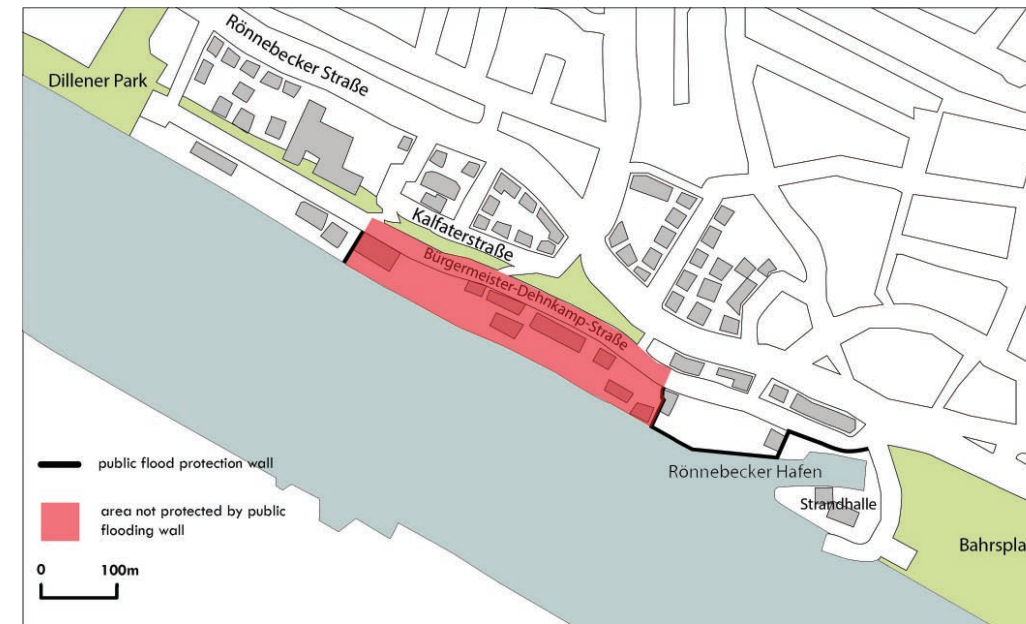 Dillener Park
Rönnebecker Straße
Kalfaterstraße
Bürgermeister-Dehnkamp-Straße
Rönnebecker Hafen
Strandhalle
Bahrspla
public flood protection wall
area not protected by public
flooding wall
0 100m